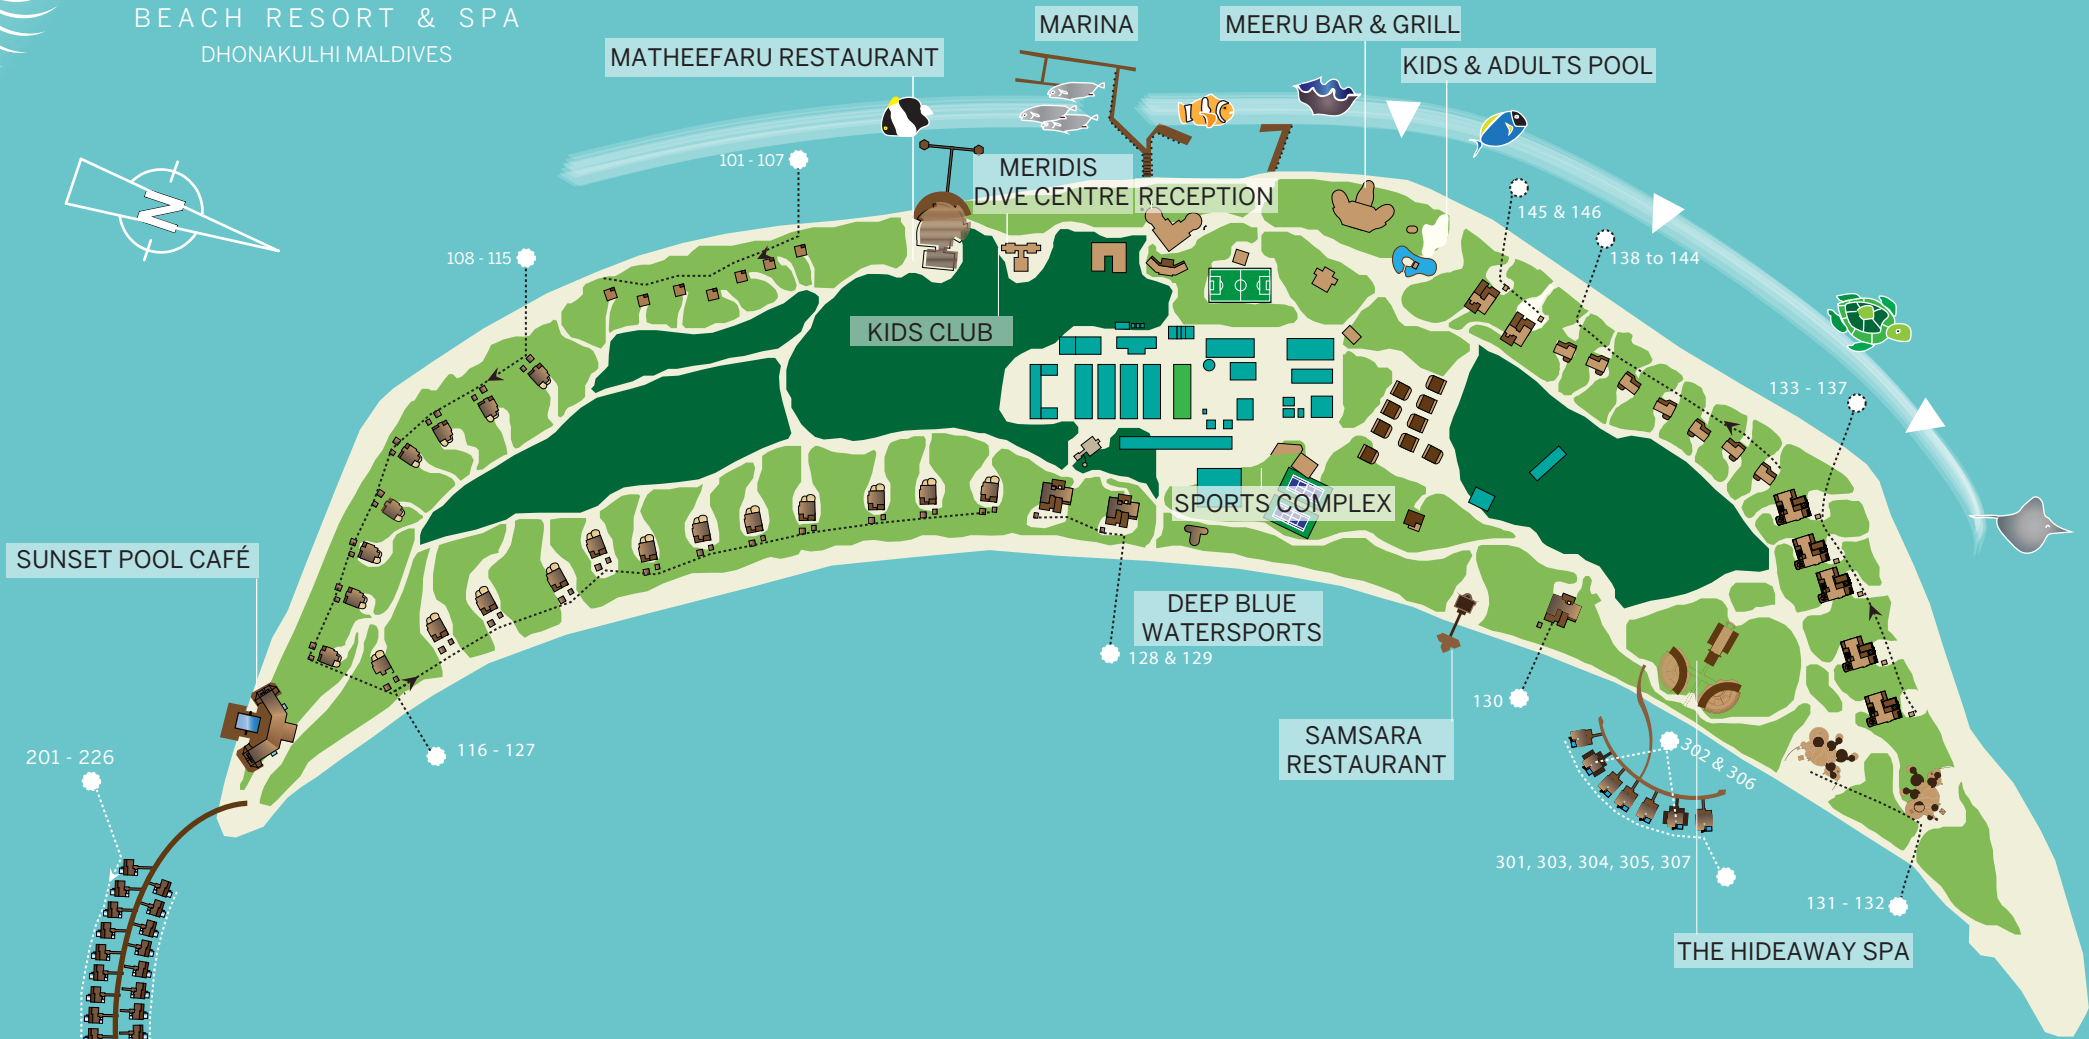 BEACH RESORT & SPA
DHONAKULHI MALDIVES
MARINA
MEERU BAR & GRILL
MATHEEFARU RESTAURANT
KIDS & ADULTS POOL
101 - 107
MERIDIS
DIVE CENTRE
RECEPTION
145 & 146
138 to 144
108 - 115
N
KIDS CLUB
133 - 137
SPORTS COMPLEX
SUNSET POOL CAFÉ
DEEP BLUE
WATERSPORTS
128 & 129
130
SAMSARA
RESTAURANT
116 - 127
201 - 226
302 & 306
301, 303, 304, 305, 307
131 - 132
THE HIDEAWAY SPA